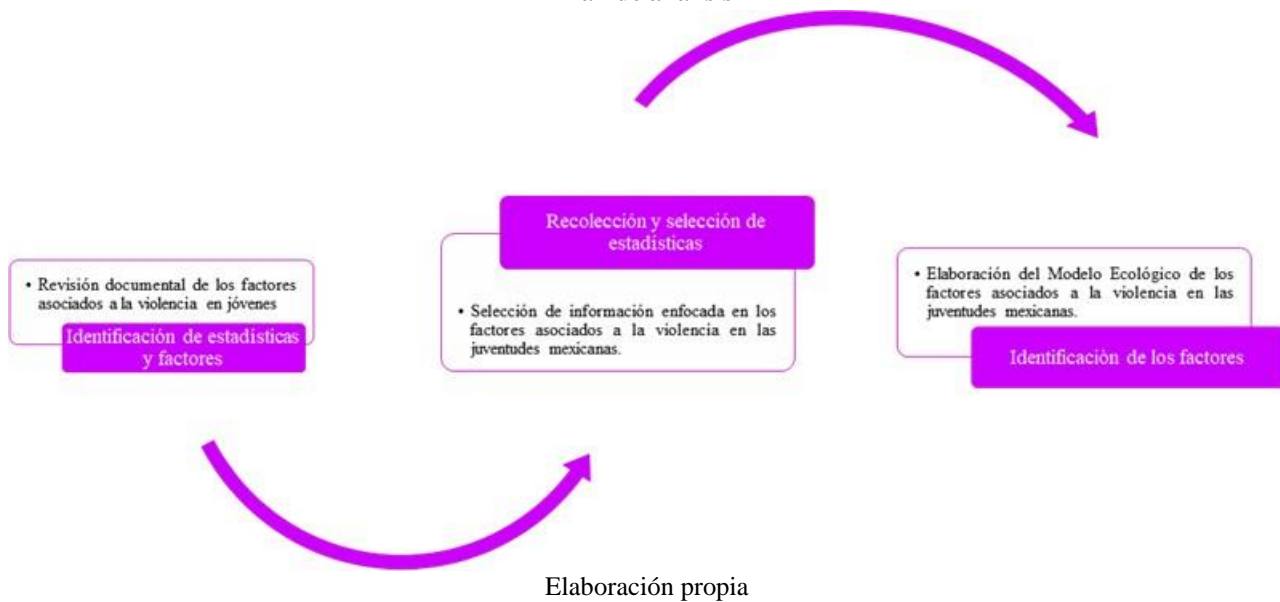 • Revisión documental de los factores
asociados a la violencia en jóvenes
Identificación de estadísticas
y factores
Recolección y selección de
estadísticas
• Selección de información enfocada en los
factores asociados a la violencia en las
juventudes mexicanas.
• Elaboración del Modelo Ecológico de los
factores asociados a la violencia en las
juventudes mexicanas.
Identificación de los factores
Elaboración propia